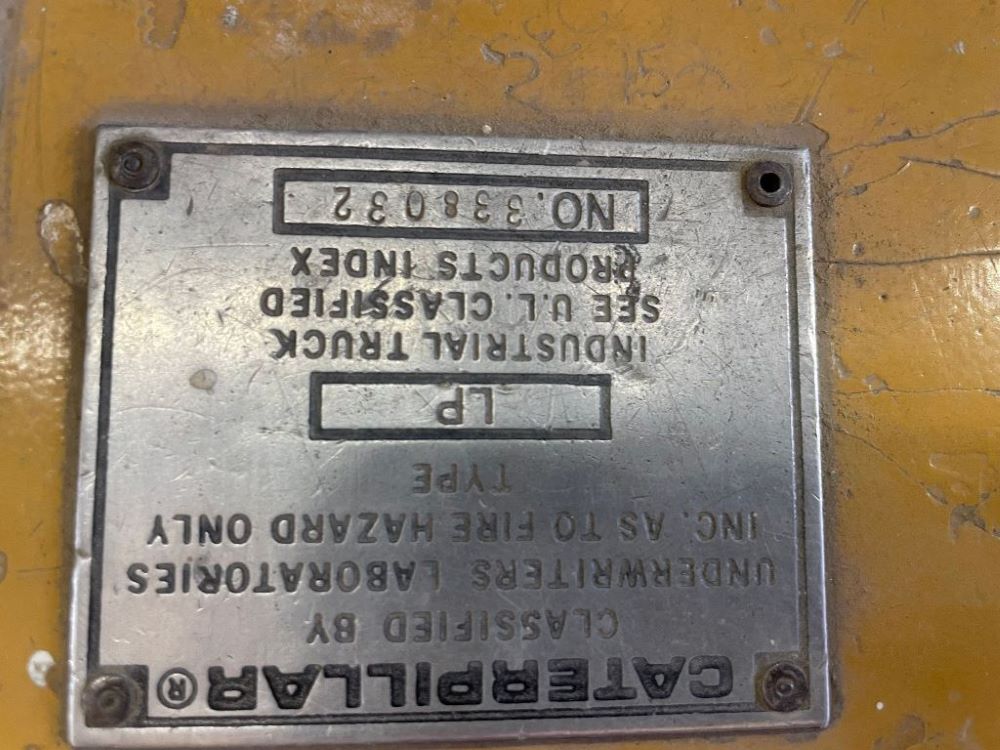 CATERPILLAR®
CLASSIFIED BY
UNDERWRITERS LABORATORIES
INC. AS TO FIRE HAZARD ONLY
TYPE
LP
INDUSTRIAL TRUCK
SEE U.L. CLASSIFIED
PRODUCTS INDEX
NO. 338032